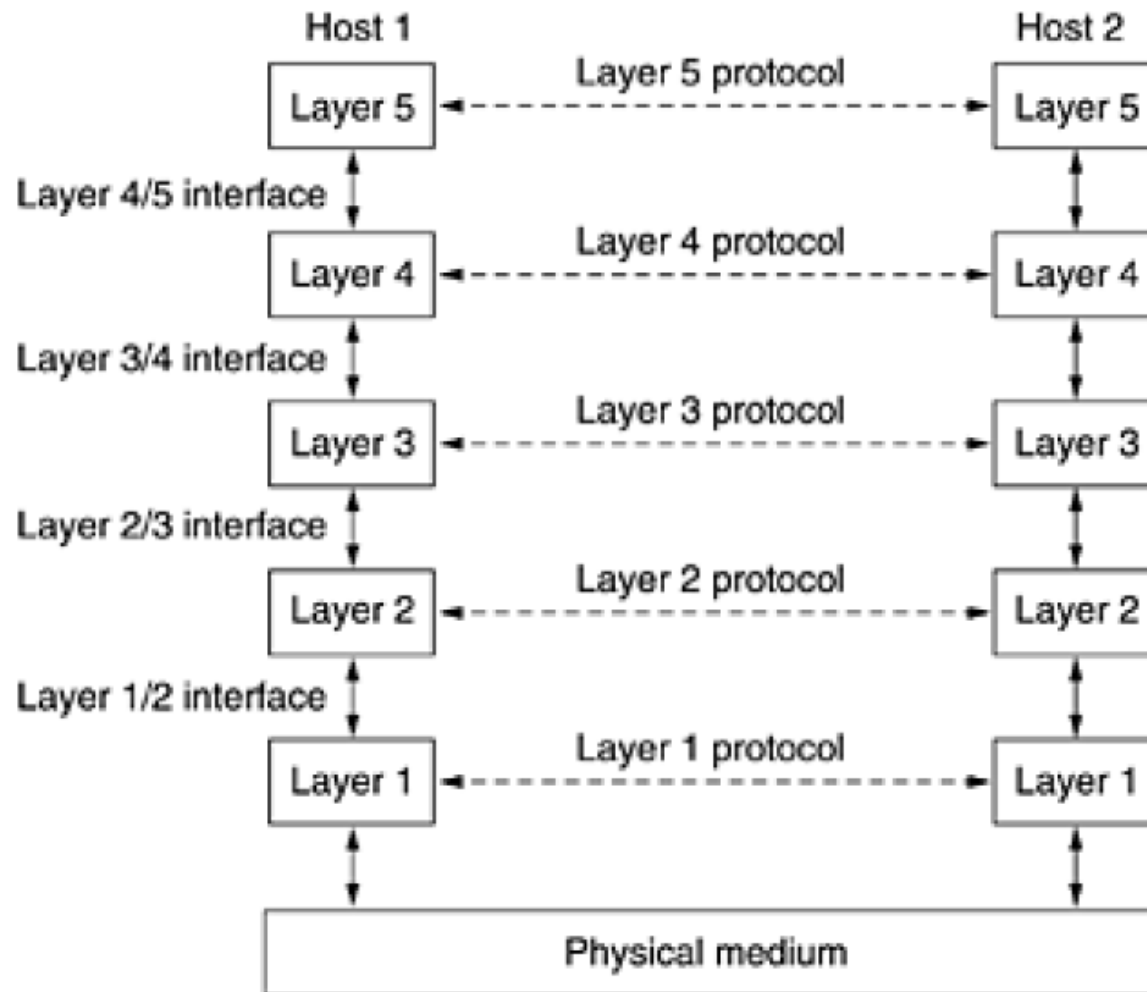 Host 1
Host 2
Layer 5 protocol
Layer 5
Layer 5
Layer 4/5 interface
Layer 4 protocol
Layer 4
Layer 4
Layer 3/4 interface
Layer 3 protocol
Layer 3
Layer 3
Layer 2/3 interface
Layer 2 protocol
Layer 2
Layer 2
Layer 1/2 interface
Layer 1 protocol
Layer 1
Layer 1
Physical medium